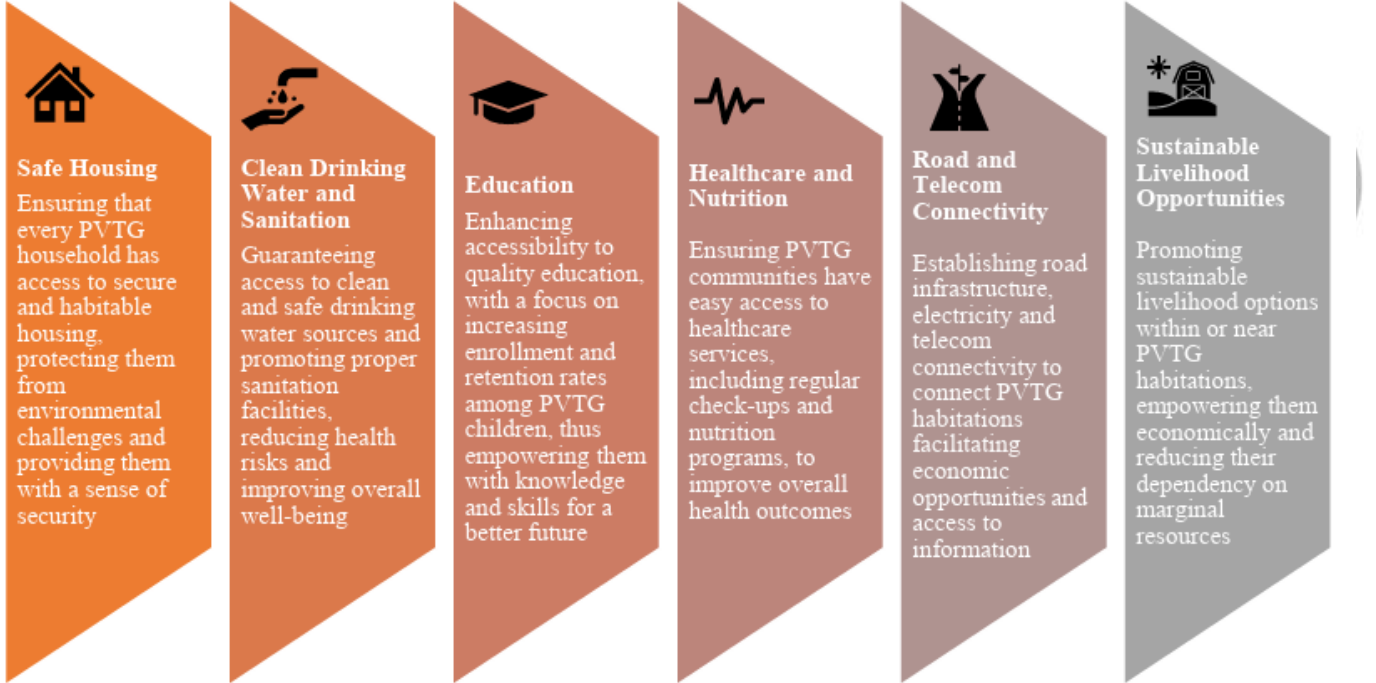 Safe Housing
Ensuring that
every PVTG
household has
access to secure
and habitable
housing,
protecting them
from
environmental
challenges and
providing them
with a sense of
security
Clean Drinking
Water and
Sanitation
Guaranteeing
access to clean
and safe drinking
water sources and
promoting proper
sanitation
facilities,
reducing health
risks and
improving overall
well-being
Education
Enhancing
accessibility to
quality education,
with a focus on
increasing
enrollment and
retention rates
among PVTG
children, thus
empowering them
with knowledge
and skills for a
better future
Healthcare and
Nutrition
Ensuring PVTG
communities have
easy access to
healthcare
services,
including regular
check-ups and
nutrition
programs, to
improve overall
health outcomes
Road and
Telecom
Connectivity
Establishing road
infrastructure,
electricity and
telecom
connectivity to
connect PVTG
habitations
facilitating
economic
opportunities and
access to
information
Sustainable
Livelihood
Opportunities
Promoting
sustainable
livelihood options
within or near
PVTG
habitations,
empowering them
economically and
reducing their
dependency on
marginal
resources